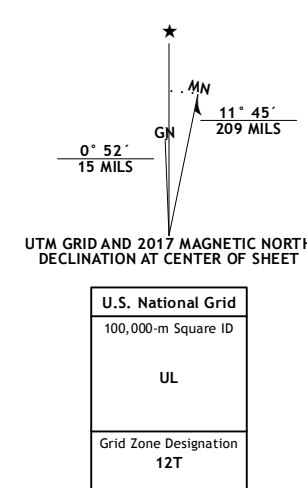 MN
GN
11° 45´
209 MILS
0° 52´
15 MILS
UTM GRID AND 2017 MAGNETIC NORTH
DECLINATION AT CENTER OF SHEET
U.S. National Grid
100,000-m Square ID
UL
Grid Zone Designation
12T